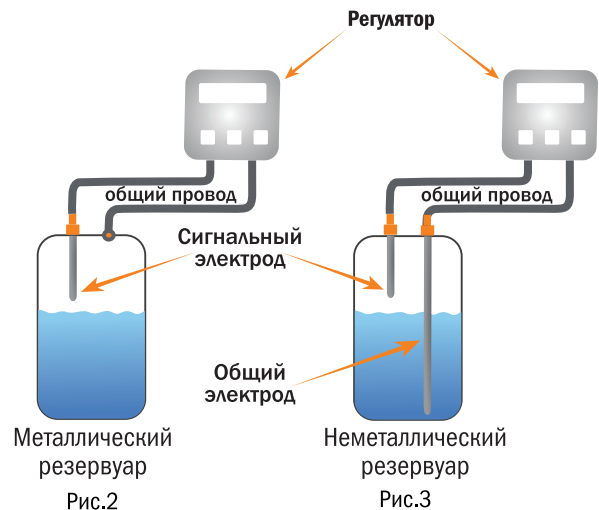 Регулятор
общий провод
общий провод
Сигнальный
электрод
Общий
электрод
Металлический
резервуар
Рис.2
Неметаллический
резервуар
Рис.3